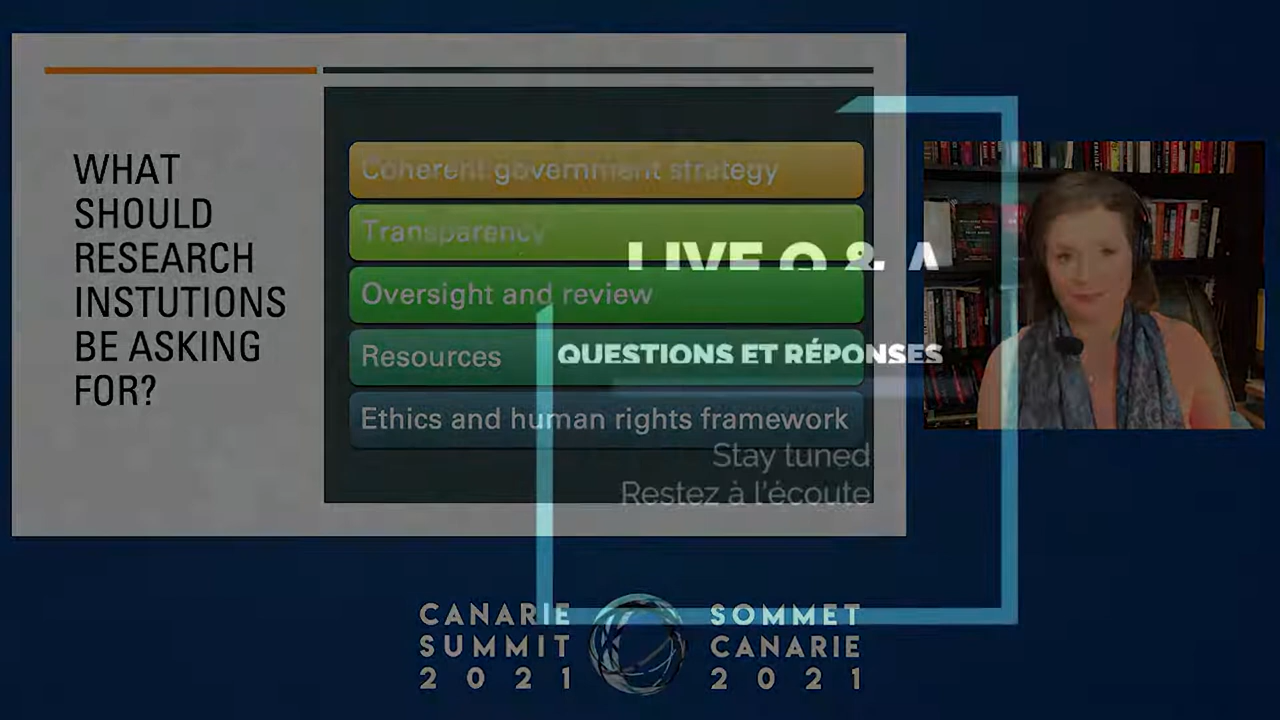 WHAT
SHOULD
RESEARCH
INSTUTIONS
BE ASKING
FOR?
Coherent government strategy
Transparency
Oversight and review
Resources
Ethics and human rights framework
LIVE Q & A
QUESTIONS ET RÉPONSES
Stay tuned
Restez à l'écoute
CANARIE
SUMMIT
2021
SOMMET
CANARIE
2021